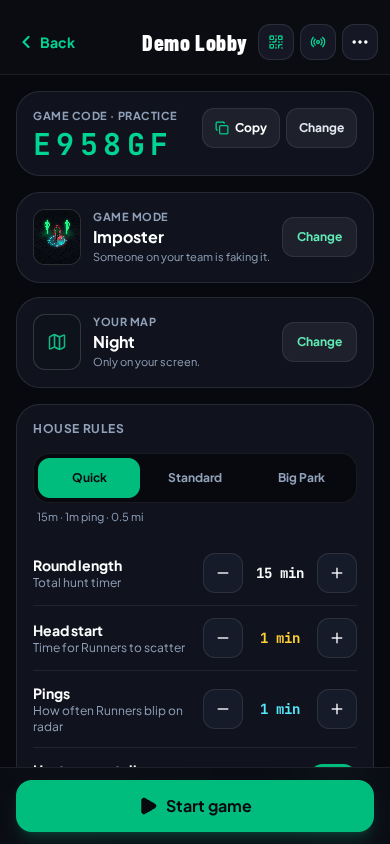 Back
Demo Lobby
GAME CODE · PRACTICE
E958GF
Copy
Change
GAME MODE
Imposter
Someone on your team is faking it.
Change
YOUR MAP
Night
Only on your screen.
Change
HOUSE RULES
Quick
Standard
Big Park
15m · 1m ping · 0.5 mi
Round length
Total hunt timer
− 15 min +
Head start
Time for Runners to scatter
− 1 min +
Pings
How often Runners blip on
radar
− 1 min +
Start game